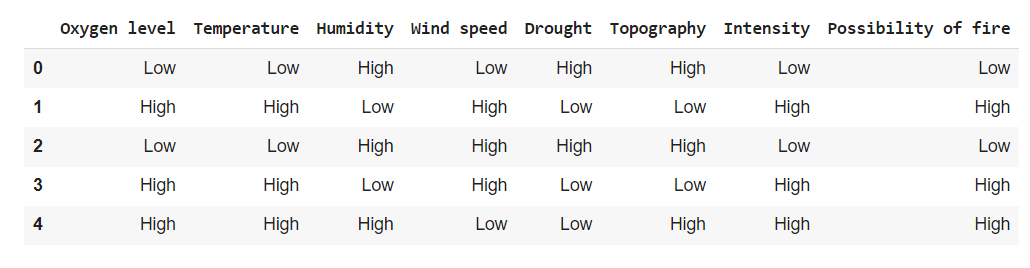 Oxygen level Temperature Humidity Wind speed Drought Topography Intensity Possibility of fire
0 Low Low High Low High High Low Low
1 High High Low High Low Low High High
2 Low Low High High High High Low Low
3 High High Low High Low Low High High
4 High High High Low Low High High High